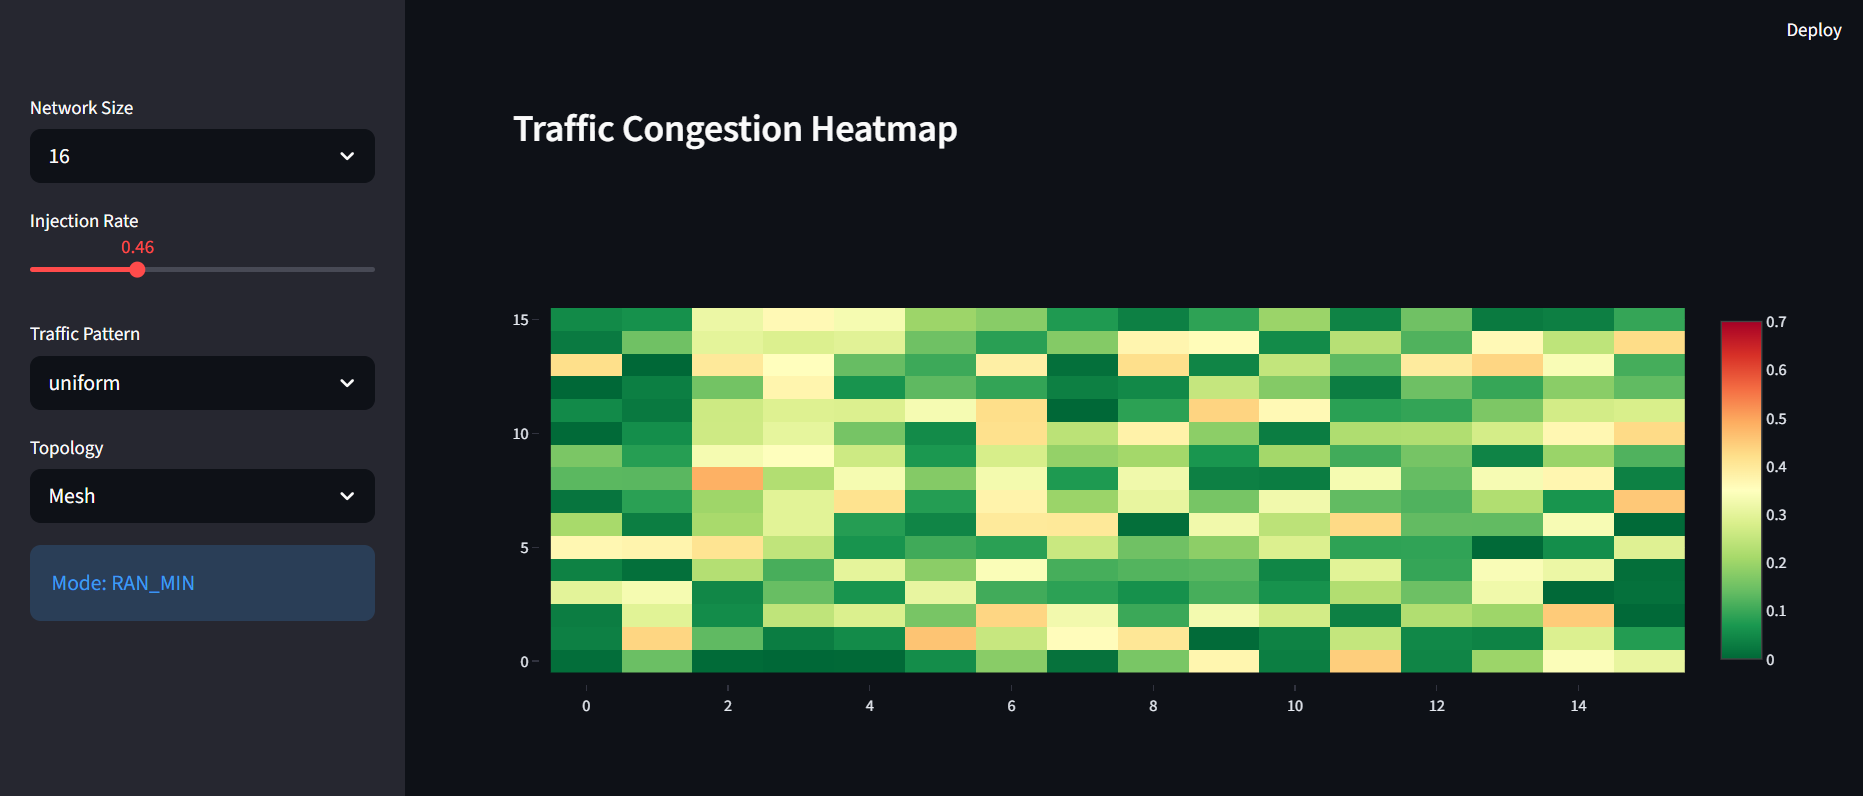 Deploy
Network Size
16
Injection Rate
0.46
Traffic Pattern
uniform
Topology
Mesh
Mode: RAN_MIN
Traffic Congestion Heatmap
15
10
5
0
0 2 4 6 8 10 12 14
0.7
0.6
0.5
0.4
0.3
0.2
0.1
0